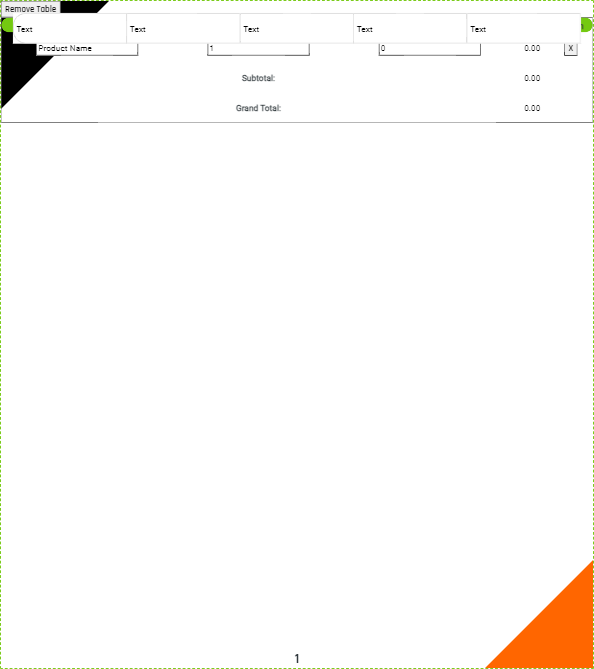 Remove Table
Text Text Text Text Text
Product Name 1 0 0.00 X
Subtotal: 0.00
Grand Total: 0.00
1